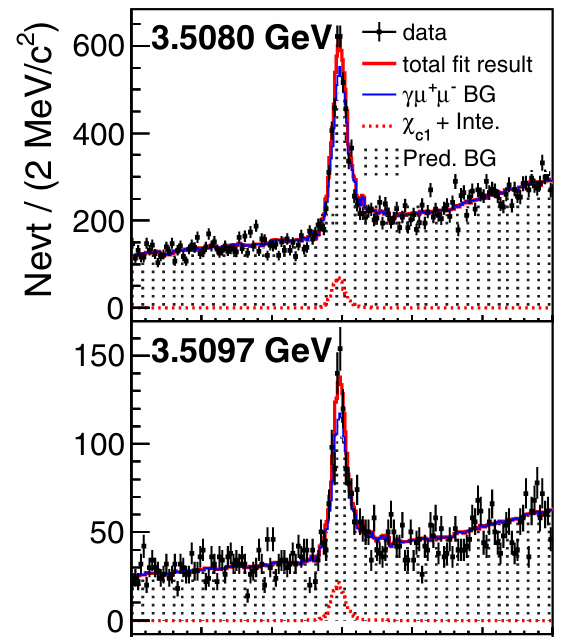 Nevt / (2 MeV/c²)
3.5080 GeV
data
total fit result
γμ⁺μ⁻ BG
χc1 + Inte.
Pred. BG
600
400
200
0
3.5097 GeV
150
100
50
0